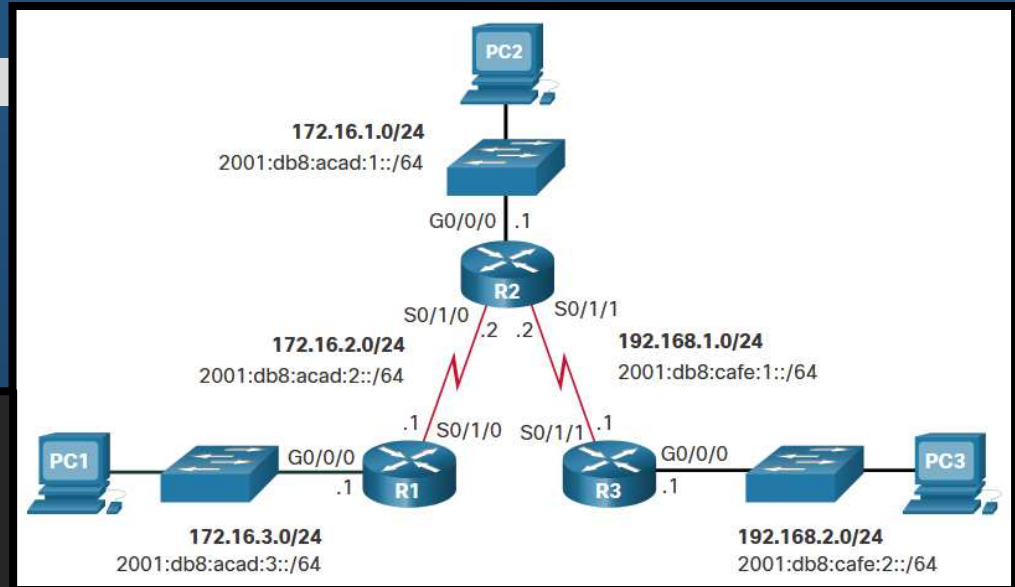 PC2
172.16.1.0/24
2001:db8:acad:1::/64
G0/0/0 .1
R2
S0/1/0 .2 .2 S0/1/1
172.16.2.0/24
2001:db8:acad:2::/64
192.168.1.0/24
2001:db8:cafe:1::/64
.1 S0/1/0
S0/1/1 .1
PC1
G0/0/0 .1
R1
R3
G0/0/0 .1
PC3
172.16.3.0/24
2001:db8:acad:3::/64
192.168.2.0/24
2001:db8:cafe:2::/64